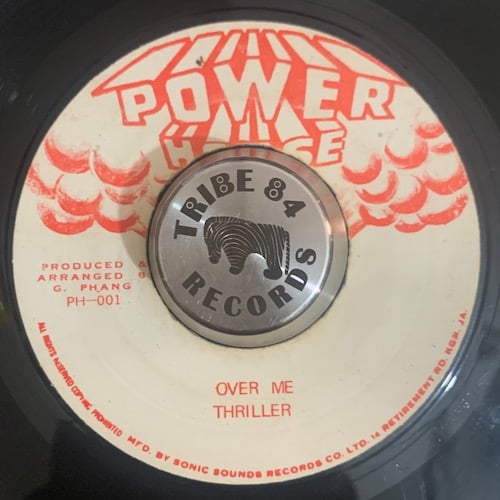 POWER
HOUSE
TRIBE 84
RECORDS
PRODUCED &
ARRANGED B
G. PHANG
PH—001
OVER ME
THRILLER
ALL RIGHTS RESERVED COPYING PROHIBITED
MFD. BY SONIC SOUNDS RECORDS CO. LTD. 14 RETIREMENT RD. KGN. JA.